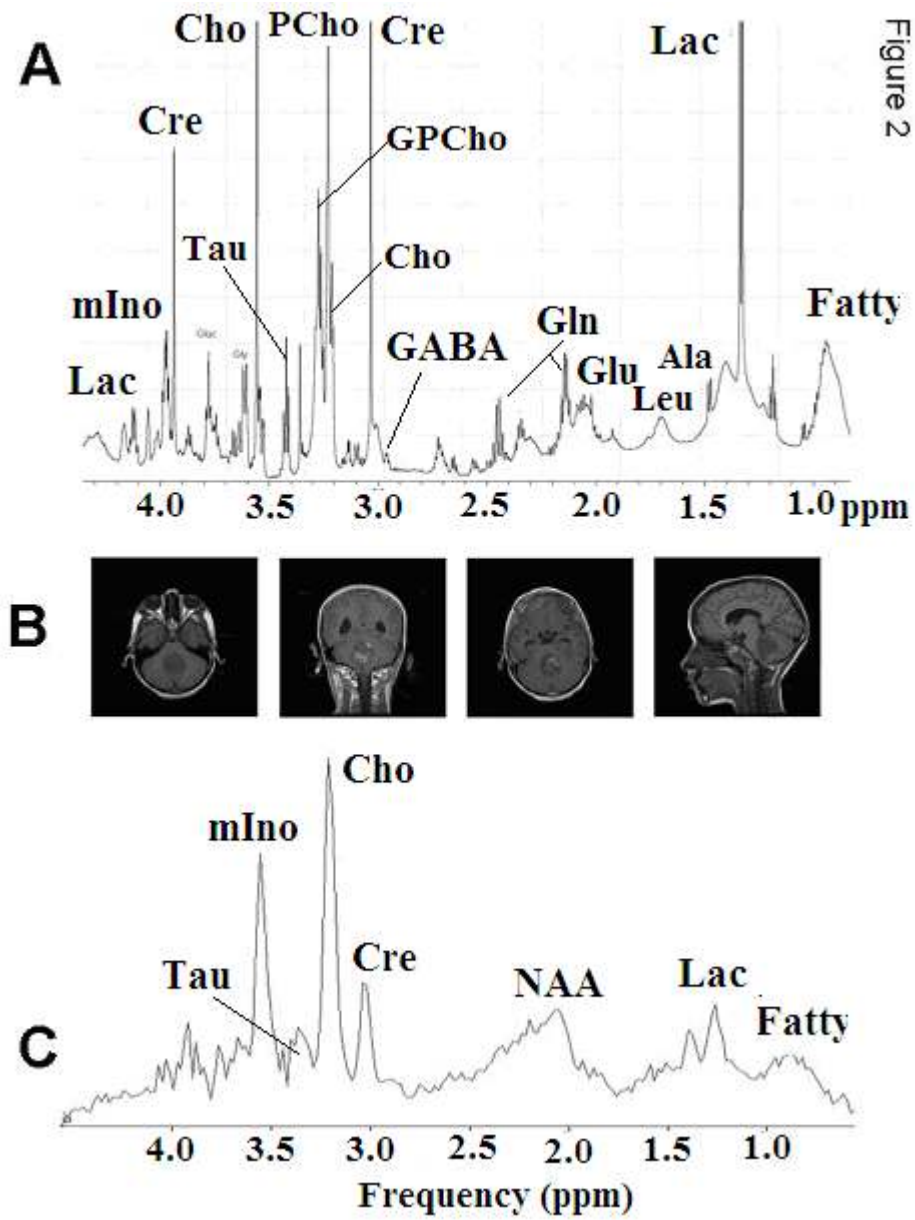 Figure 2
A
Cho PCho Cre Lac
Cre
GPCho
Tau
Cho
mIno
Gluc
Gly
GABA
Gln
Fatty
Lac
Glu
Ala
Leu
4.0 3.5 3.0 2.5 2.0 1.5 1.0 ppm
B
Cho
mIno
Tau
Cre
NAA
Lac
Fatty
C
4.0 3.5 3.0 2.5 2.0 1.5 1.0
Frequency (ppm)